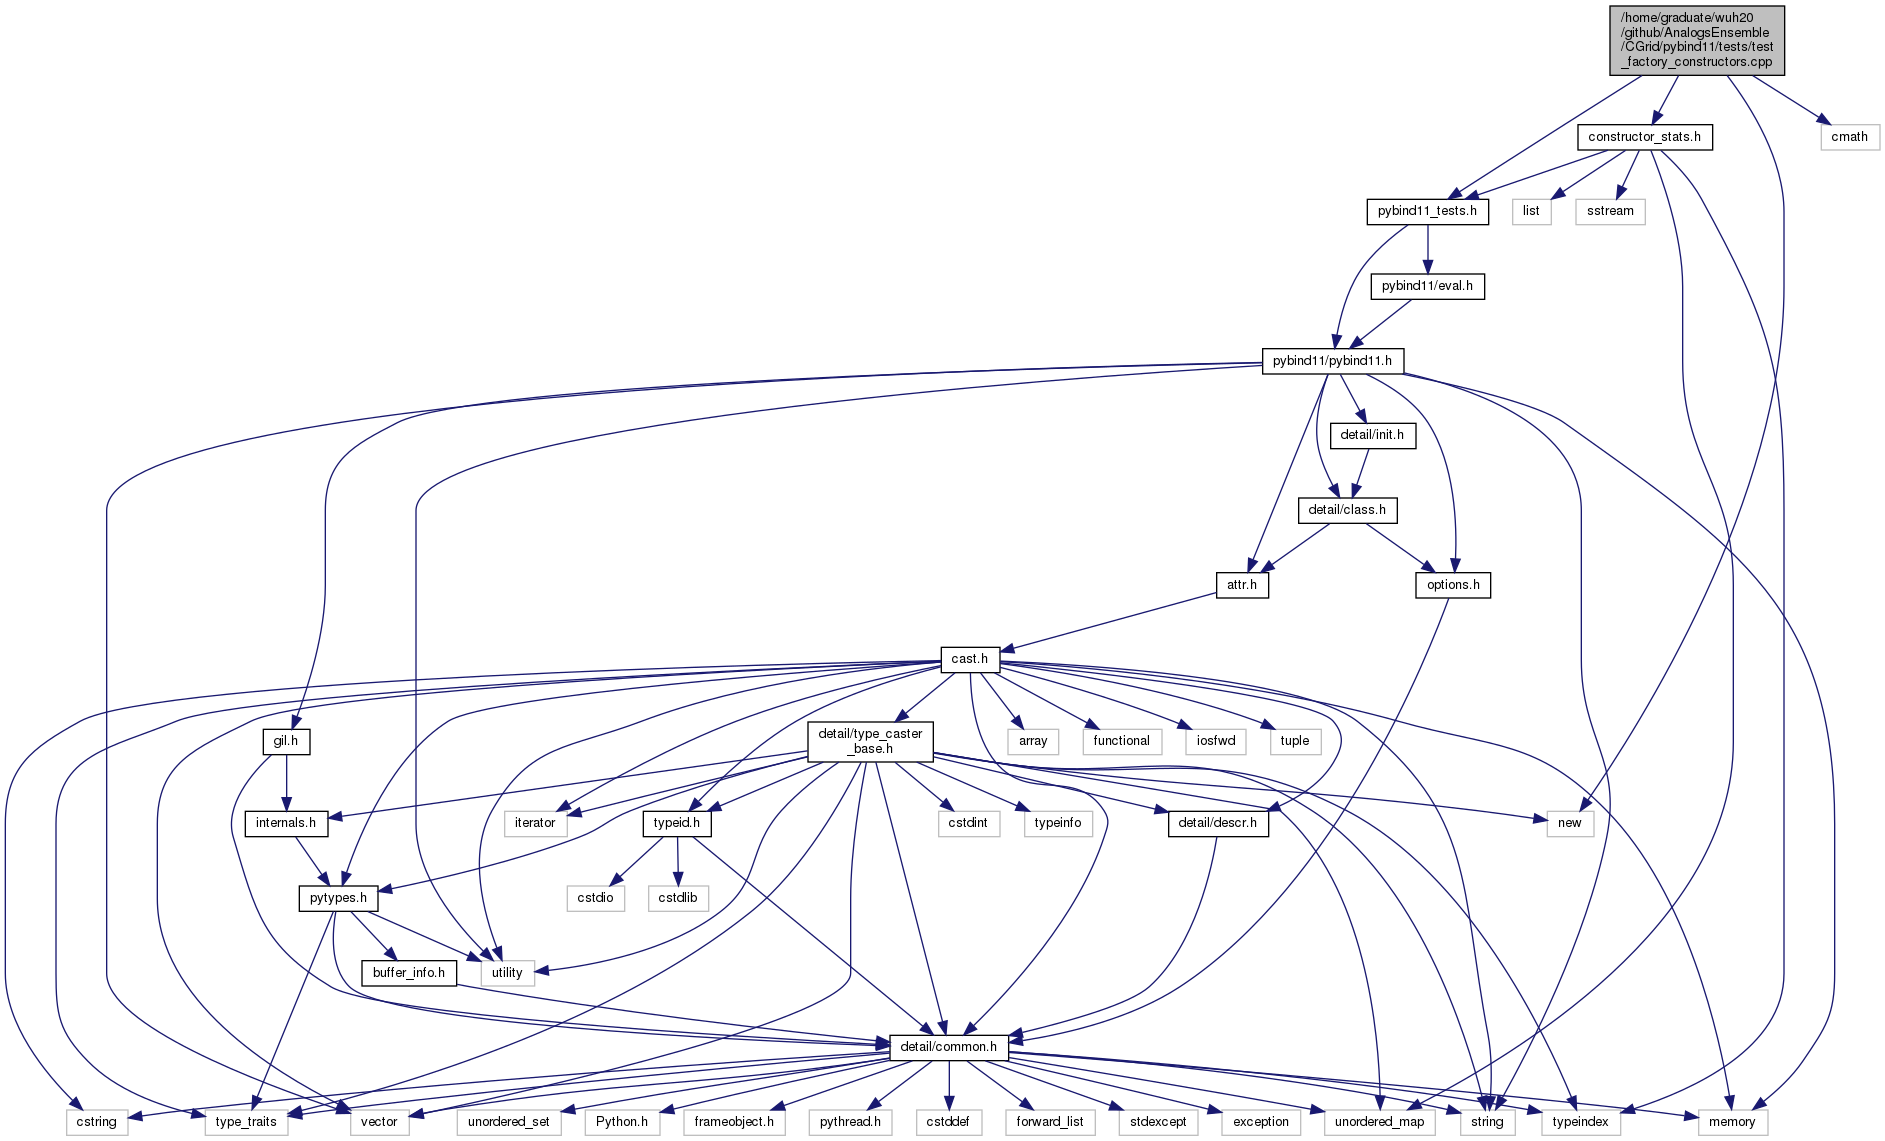 /home/graduate/wuh20
/github/AnalogsEnsemble
/CGrid/pybind11/tests/test
_factory_constructors.cpp
constructor_stats.h
cmath
pybind11_tests.h
list
sstream
pybind11/eval.h
pybind11/pybind11.h
detail/init.h
detail/class.h
attr.h
options.h
cast.h
gil.h
detail/type_caster
_base.h
array
functional
iosfwd
tuple
internals.h
iterator
typeid.h
cstdint
typeinfo
detail/descr.h
new
pytypes.h
cstdio
cstdlib
buffer_info.h
utility
detail/common.h
cstring
type_traits
vector
unordered_set
Python.h
frameobject.h
pythread.h
cstddef
forward_list
stdexcept
exception
unordered_map
string
typeindex
memory